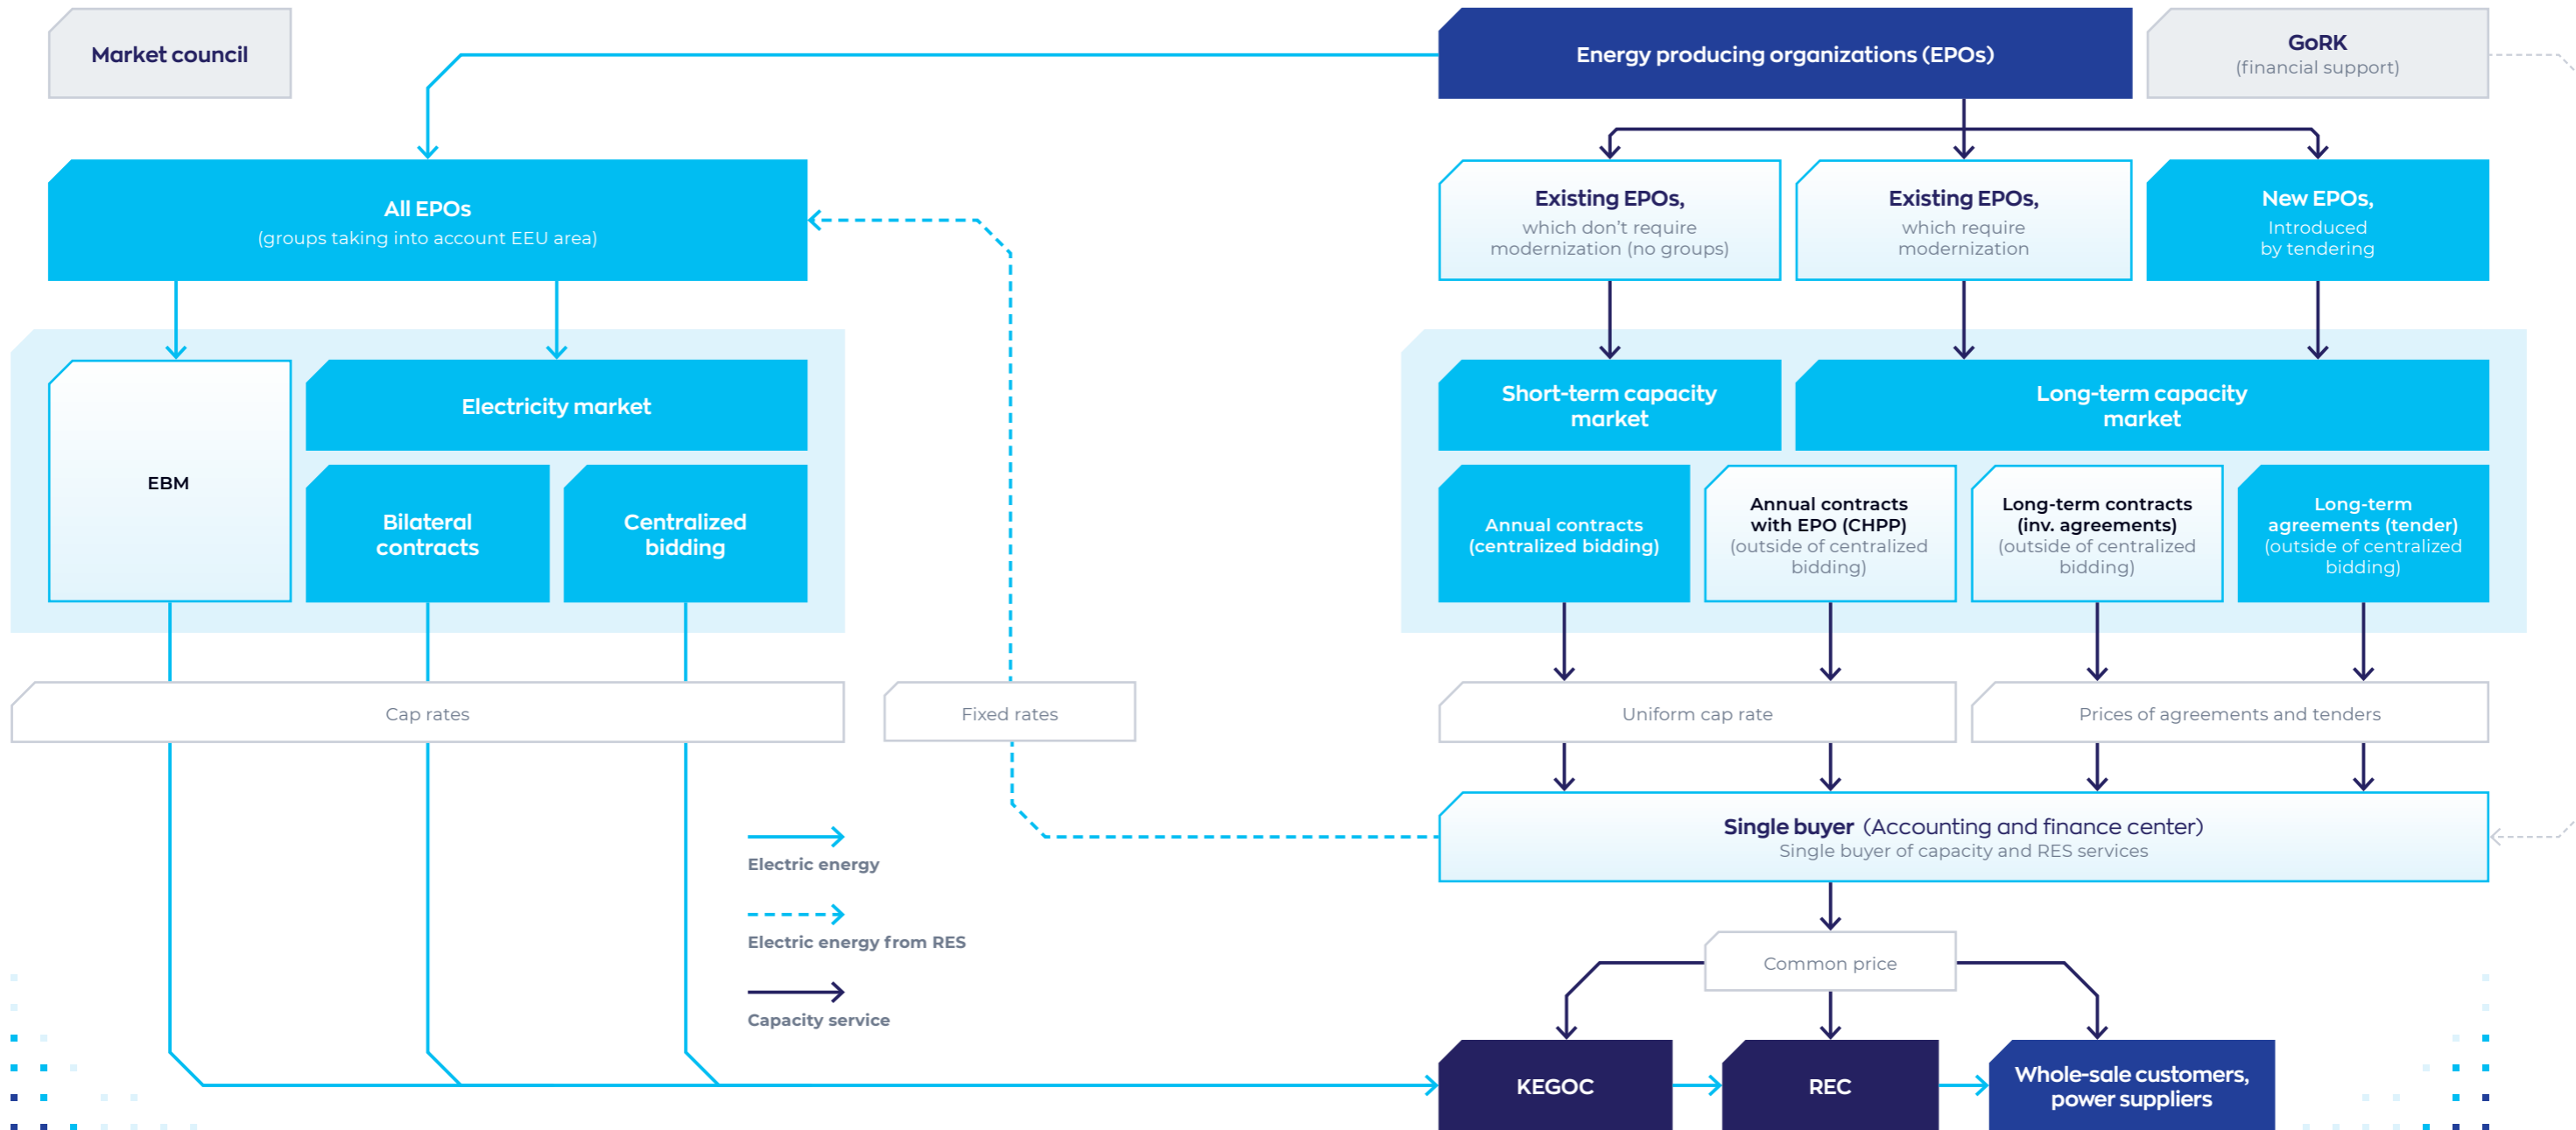 Market council
Energy producing organizations (EPOs)
GoRK
(financial support)
All EPOs
(groups taking into account EEU area)
Existing EPOs,
which don't require
modernization (no groups)
Existing EPOs,
which require
modernization
New EPOs,
Introduced
by tendering
EBM
Electricity market
Bilateral
contracts
Centralized
bidding
Short-term capacity
market
Long-term capacity
market
Annual contracts
(centralized bidding)
Annual contracts
with EPO (CHPP)
(outside of centralized
bidding)
Long-term contracts
(inv. agreements)
(outside of centralized
bidding)
Long-term
agreements (tender)
(outside of centralized
bidding)
Cap rates
Fixed rates
Uniform cap rate
Prices of agreements and tenders
Single buyer (Accounting and finance center)
Single buyer of capacity and RES services
Electric energy
Electric energy from RES
Capacity service
Common price
KEGOC
REC
Whole-sale customers,
power suppliers